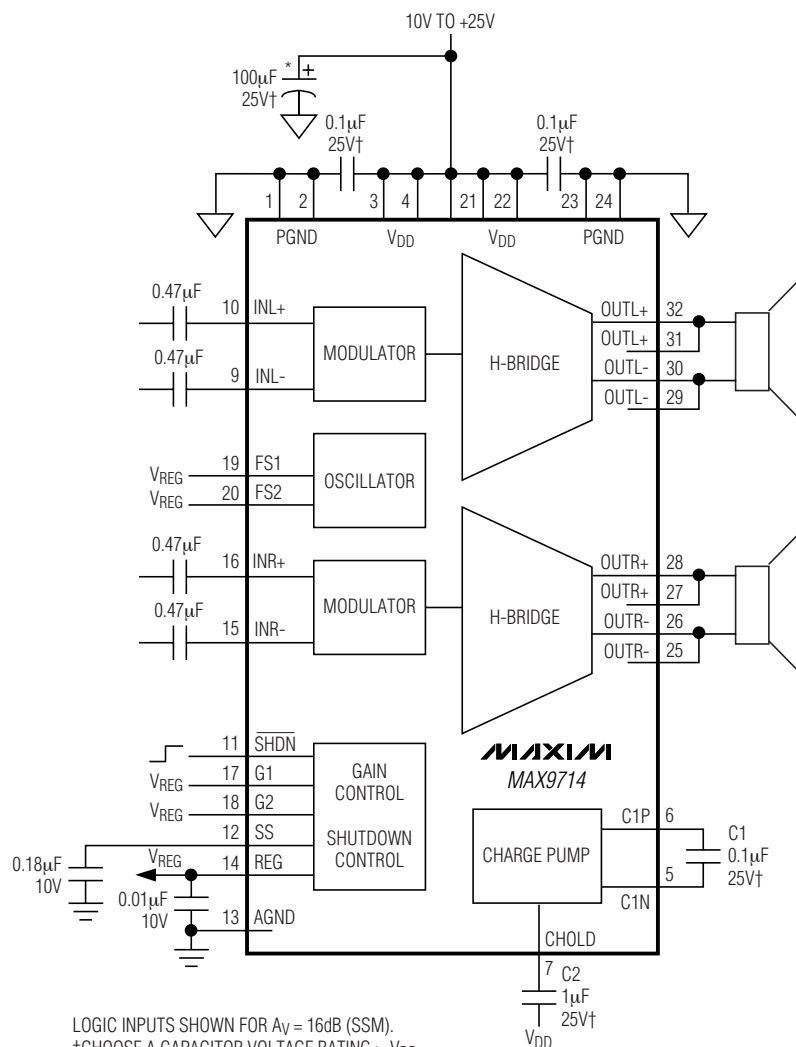 10V TO +25V
* +
100µF
25V†
0.1µF
25V†
0.1µF
25V†
1 2 3 4 21 22 23 24
PGND VDD VDD PGND
0.47µF
10 INL+
MODULATOR
H-BRIDGE
OUTL+ 32
OUTL+ 31
0.47µF
9 INL-
OUTL- 30
OUTL- 29
VREG 19 FS1
OSCILLATOR
VREG 20 FS2
0.47µF
16 INR+
MODULATOR
H-BRIDGE
OUTR+ 28
OUTR+ 27
0.47µF
15 INR-
OUTR- 26
OUTR- 25
11 SHDN
VREG 17 G1
VREG 18 G2
12 SS
VREG 14 REG
GAIN
CONTROL
SHUTDOWN
CONTROL
0.18µF
10V
0.01µF
10V
13 AGND
MAXIM
MAX9714
CHARGE PUMP
C1P 6
C1
0.1µF
25V†
5
C1N
CHOLD
7
C2
1µF
25V†
VDD
LOGIC INPUTS SHOWN FOR AV = 16dB (SSM).
†CHOOSE A CAPACITOR VOLTAGE RATING VDD